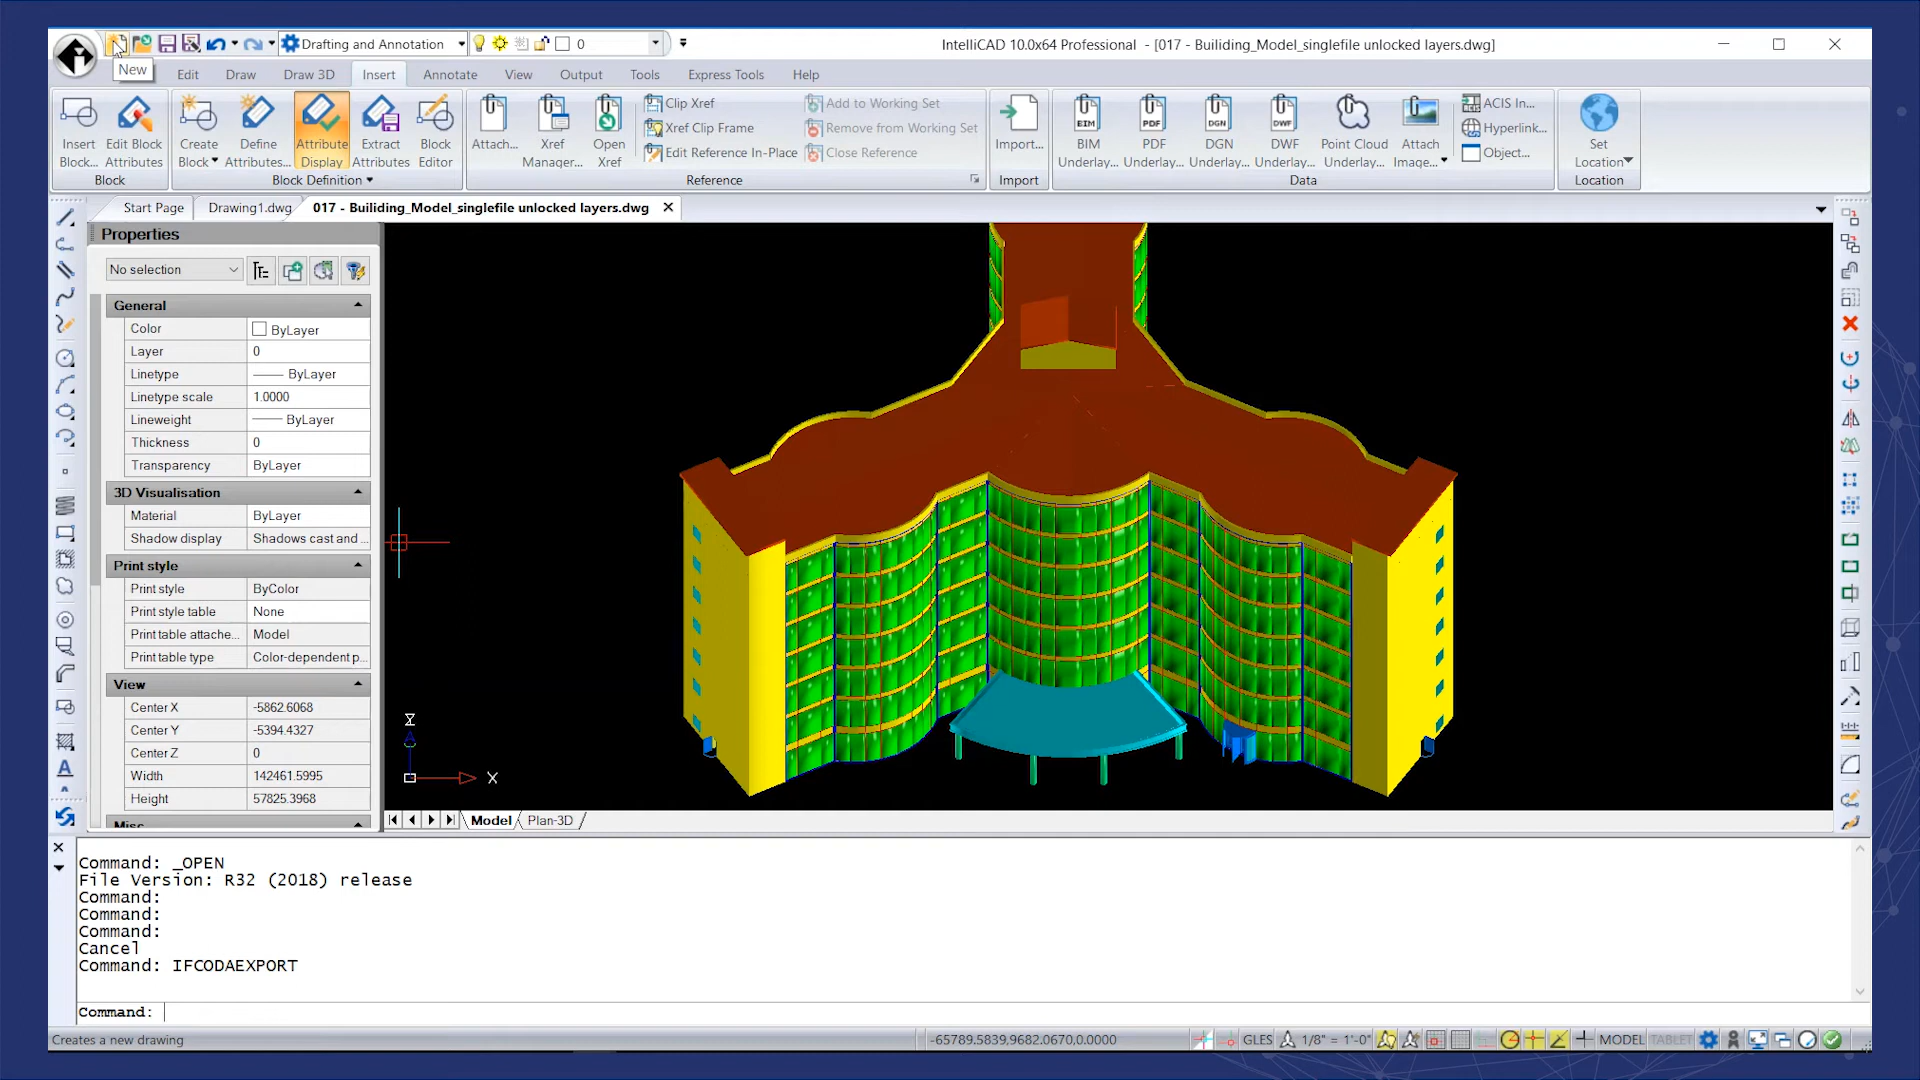 Drafting and Annotation
0
IntelliCAD 10.0x64 Professional - [017 - Builiding_Model_singlefile unlocked layers.dwg]
New
Edit
Draw
Draw 3D
Insert
Annotate
View
Output
Tools
Express Tools
Help
Insert Block...
Edit Block Attributes
Create Block
Define Attributes...
Attribute Display
Extract Attributes
Block Editor
Attach...
Xref Manager...
Open Xref
Clip Xref
Xref Clip Frame
Edit Reference In-Place
Add to Working Set
Remove from Working Set
Close Reference
Import...
BIM Underlay...
PDF Underlay...
DGN Underlay...
DWF Underlay...
Point Cloud Underlay...
Attach Image...
ACIS In...
Hyperlink...
Object...
Set Location
Block
Block Definition
Reference
Import
Data
Location
Start Page
Drawing1.dwg
017 - Builiding_Model_singlefile unlocked layers.dwg
Properties
No selection
General
Color ByLayer
Layer 0
Linetype ByLayer
Linetype scale 1.0000
Lineweight ByLayer
Thickness 0
Transparency ByLayer
3D Visualisation
Material ByLayer
Shadow display Shadows cast and ...
Print style
Print style ByColor
Print style table None
Print table attache... Model
Print table type Color-dependent p...
View
Center X -5862.6068
Center Y -5394.4327
Center Z 0
Width 142461.5995
Height 57825.3968
Misc
X
Model
Plan-3D
Command: _OPEN
File Version: R32 (2018) release
Command:
Command:
Command:
Cancel
Command: IFCODAEXPORT
Command:
Creates a new drawing
-65789.5839,9682.0670,0.0000
GLES
1/8" = 1'-0"
MODEL
TABLET